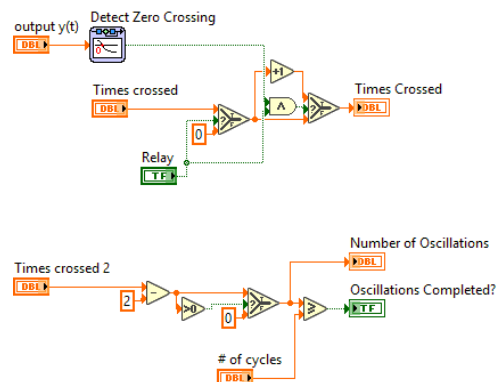 Detect Zero Crossing
output y(t)
DBL
0
+1
Times crossed
Times Crossed
DBL
Λ
DBL
?
T
F
?
T
F
0
Relay
TF
Number of Oscillations
DBL
Times crossed 2
Oscillations Completed?
DBL
-
?
T
F
TF
2
>0
≥
0
# of cycles
DBL